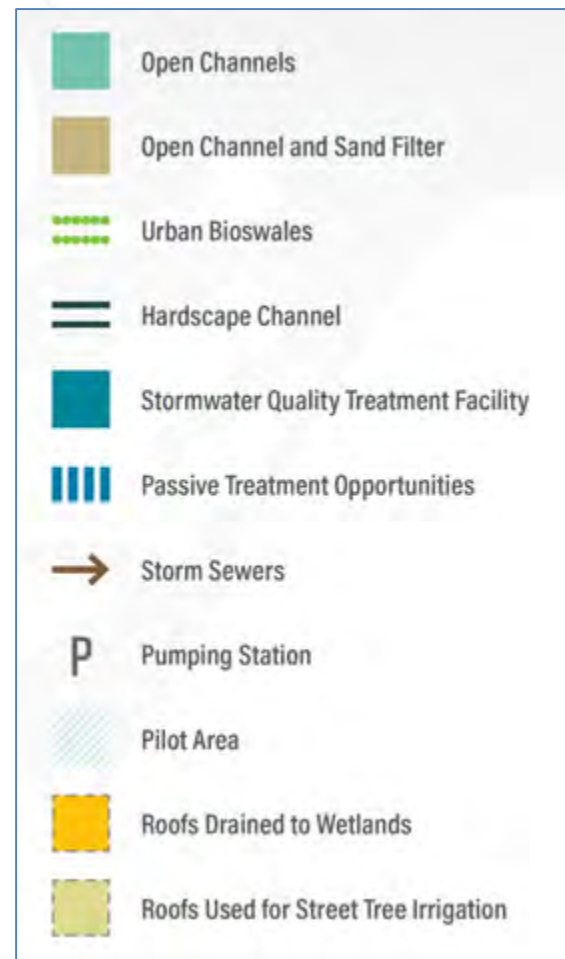 Open Channels
Open Channel and Sand Filter
Urban Bioswales
Hardscape Channel
Stormwater Quality Treatment Facility
Passive Treatment Opportunities
Storm Sewers
P Pumping Station
Pilot Area
Roofs Drained to Wetlands
Roofs Used for Street Tree Irrigation